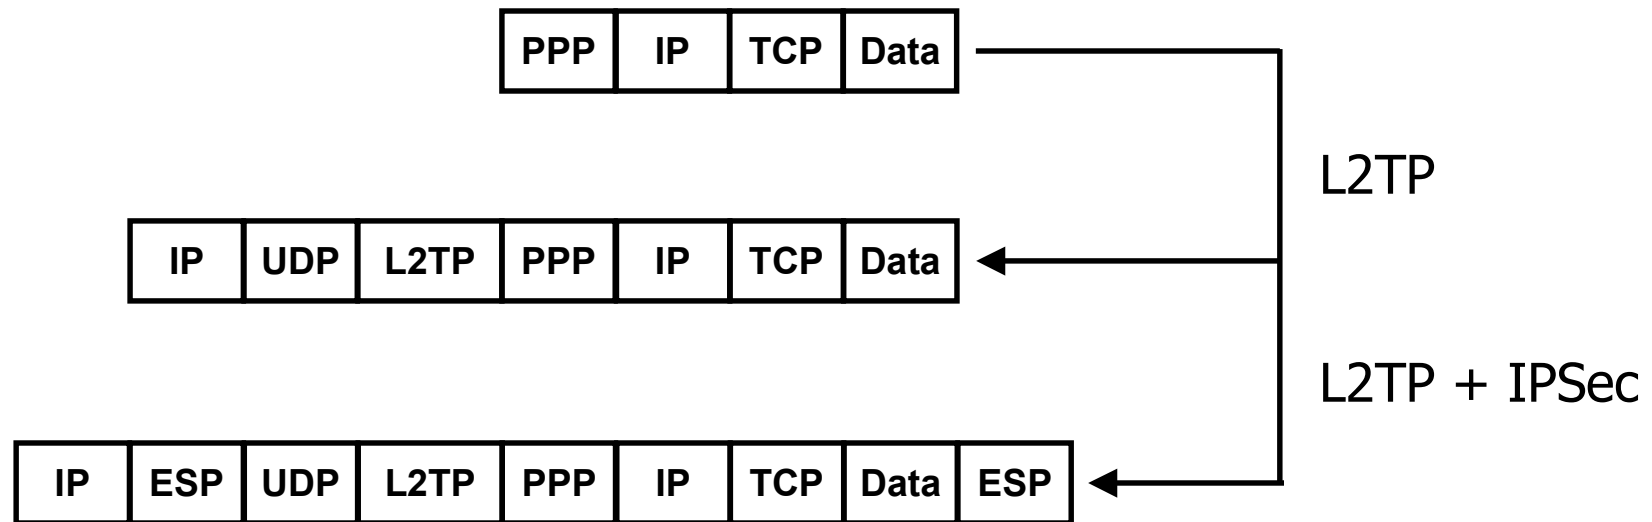 PPP IP TCP Data
L2TP
IP UDP L2TP PPP IP TCP Data
L2TP + IPSec
IP ESP UDP L2TP PPP IP TCP Data ESP